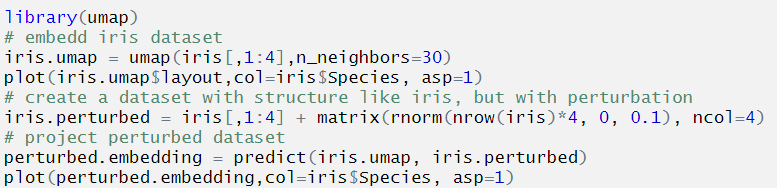 library(umap)
# embedd iris dataset
iris.umap = umap(iris[,1:4],n_neighbors=30)
plot(iris.umap$layout,col=iris$Species, asp=1)
# create a dataset with structure like iris, but with perturbation
iris.perturbed = iris[,1:4] + matrix(rnorm(nrow(iris)*4, 0, 0.1), ncol=4)
# project perturbed dataset
perturbed.embedding = predict(iris.umap, iris.perturbed)
plot(perturbed.embedding,col=iris$Species, asp=1)